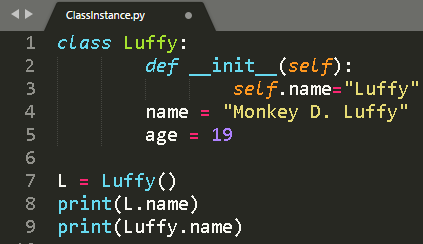 ClassInstance.py
1 class Luffy:
2 def __init__(self):
3 self.name="Luffy"
4 name = "Monkey D. Luffy"
5 age = 19
6
7 L = Luffy()
8 print(L.name)
9 print(Luffy.name)